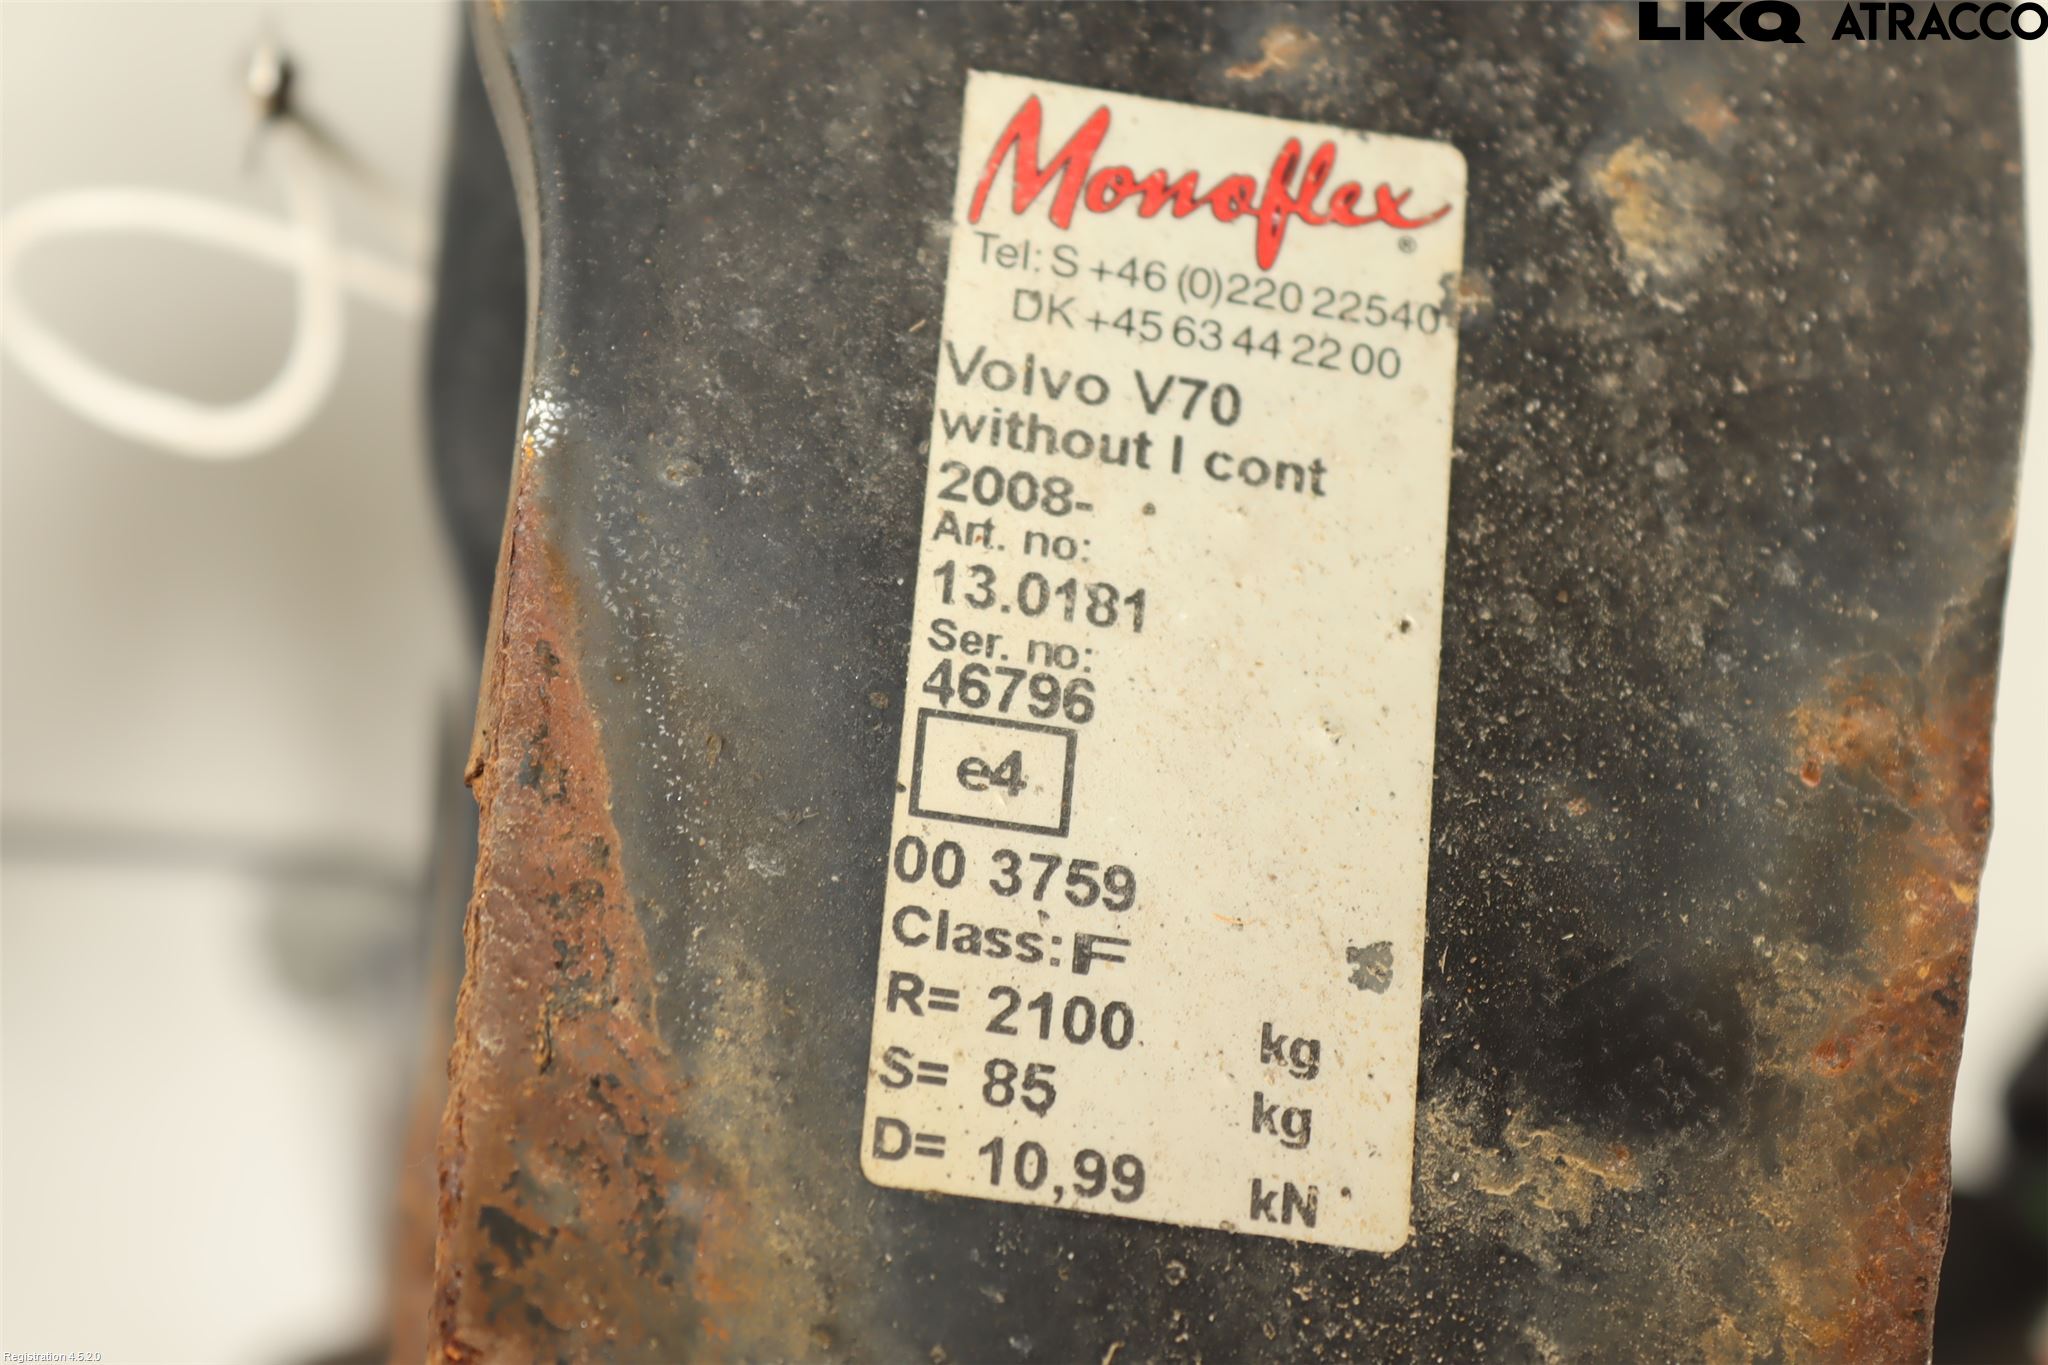 LKQ ATRACCO
Monoflex
®
Tel: S +46 (0)220 22540
DK +45 63 44 22 00
Volvo V70
without I cont
2008-
Art. no:
13.0181
Ser. no:
46796
e4
00 3759
Class: F
R= 2100 kg
S= 85 kg
D= 10,99 kN
Registration 4.5.2.0